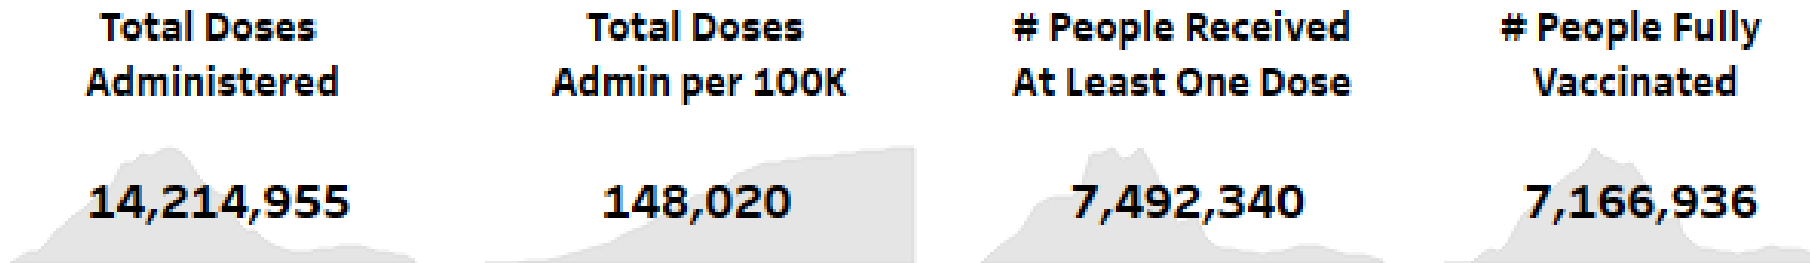 Total Doses
Administered
14,214,955
Total Doses
Admin per 100K
148,020
# People Received
At Least One Dose
7,492,340
# People Fully
Vaccinated
7,166,936